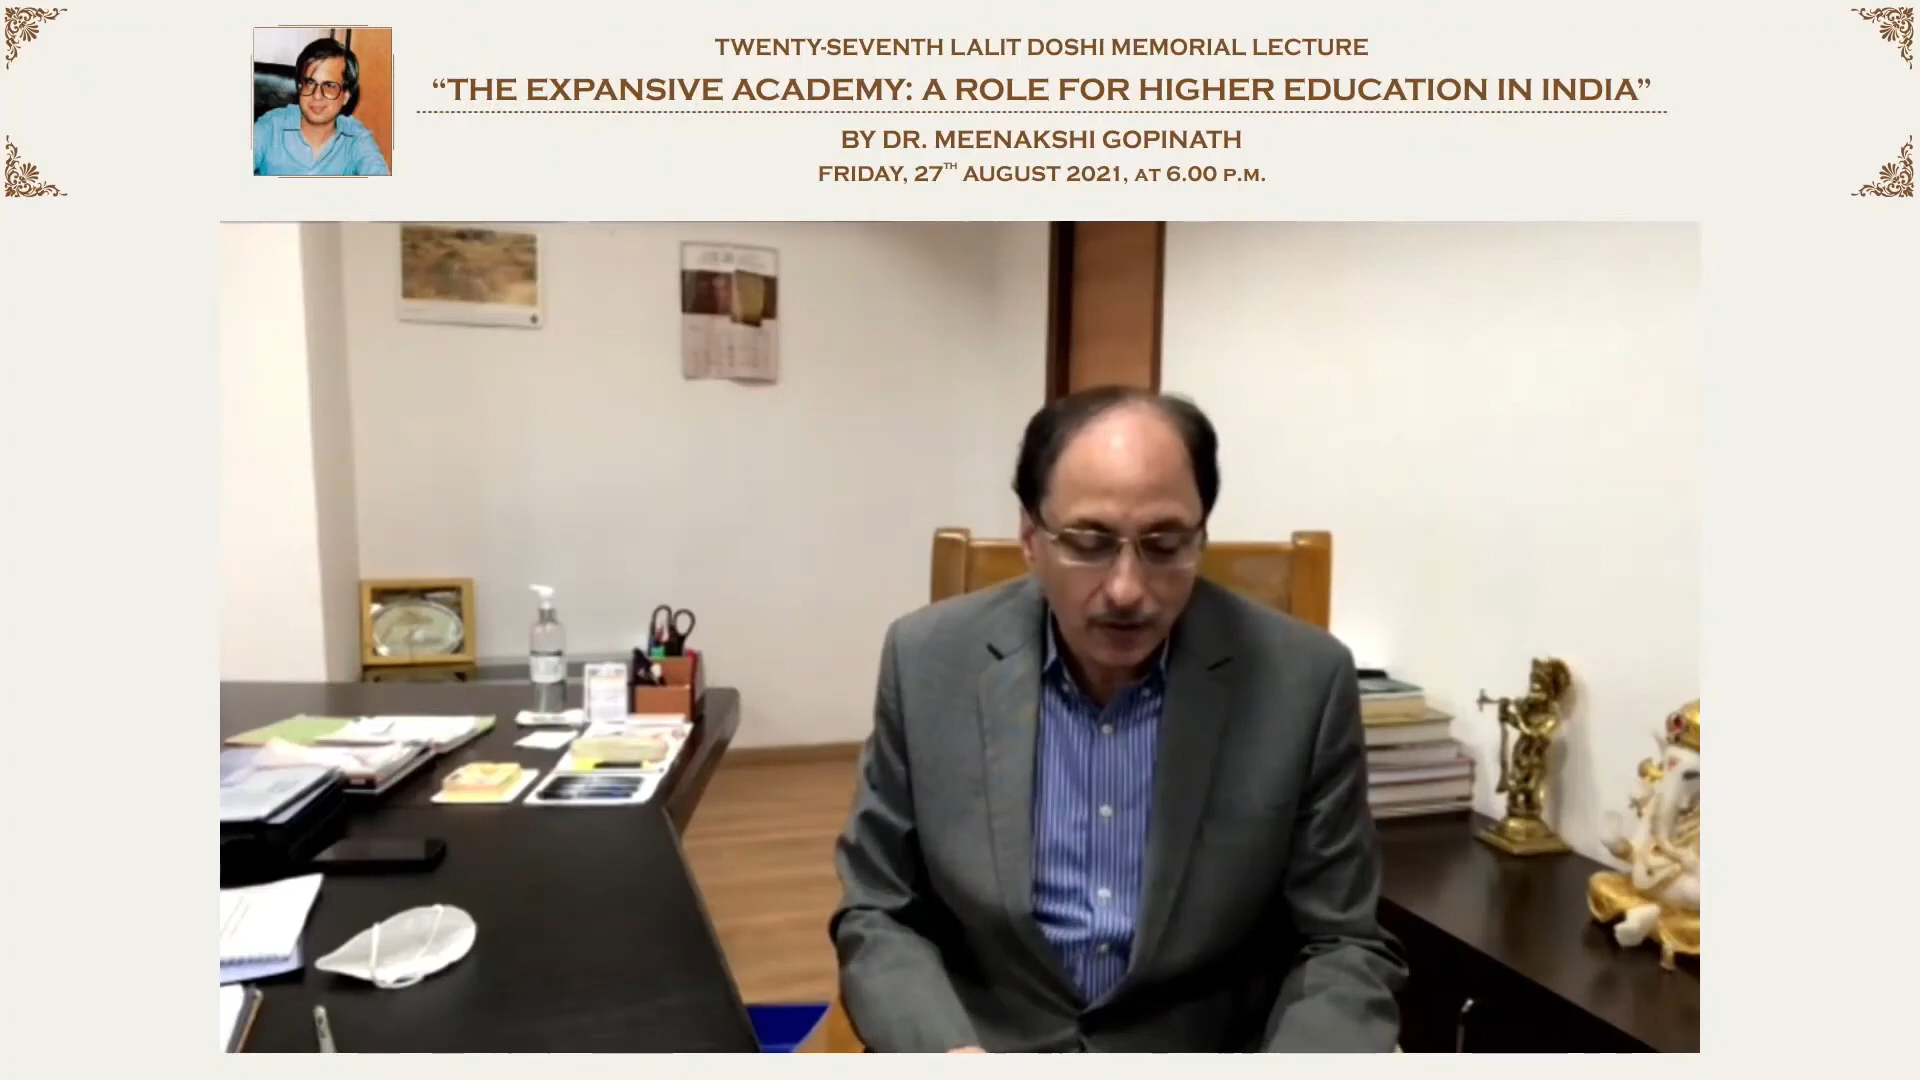 TWENTY-SEVENTH LALIT DOSHI MEMORIAL LECTURE
“THE EXPANSIVE ACADEMY: A ROLE FOR HIGHER EDUCATION IN INDIA”
BY DR. MEENAKSHI GOPINATH
FRIDAY, 27TH AUGUST 2021, AT 6.00 P.M.